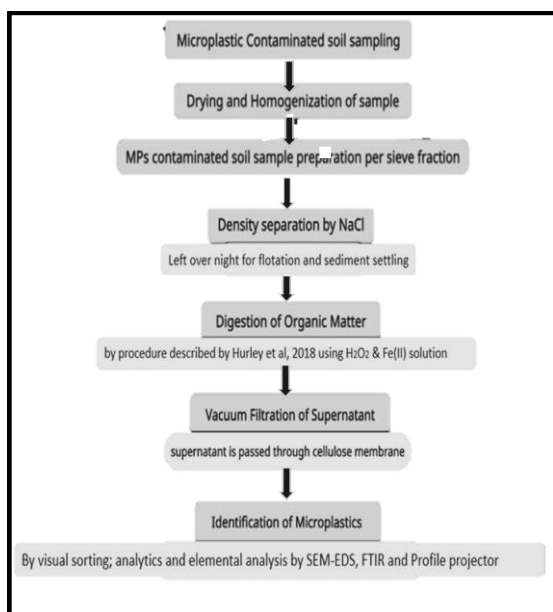 Microplastic Contaminated soil sampling
Drying and Homogenization of sample
MPs contaminated soil sample preparation per sieve fraction
Density separation by NaCl
Left over night for flotation and sediment settling
Digestion of Organic Matter
by procedure described by Hurley et al, 2018 using H2O2 & Fe(II) solution
Vacuum Filtration of Supernatant
supernatant is passed through cellulose membrane
Identification of Microplastics
By visual sorting; analytics and elemental analysis by SEM-EDS, FTIR and Profile projector